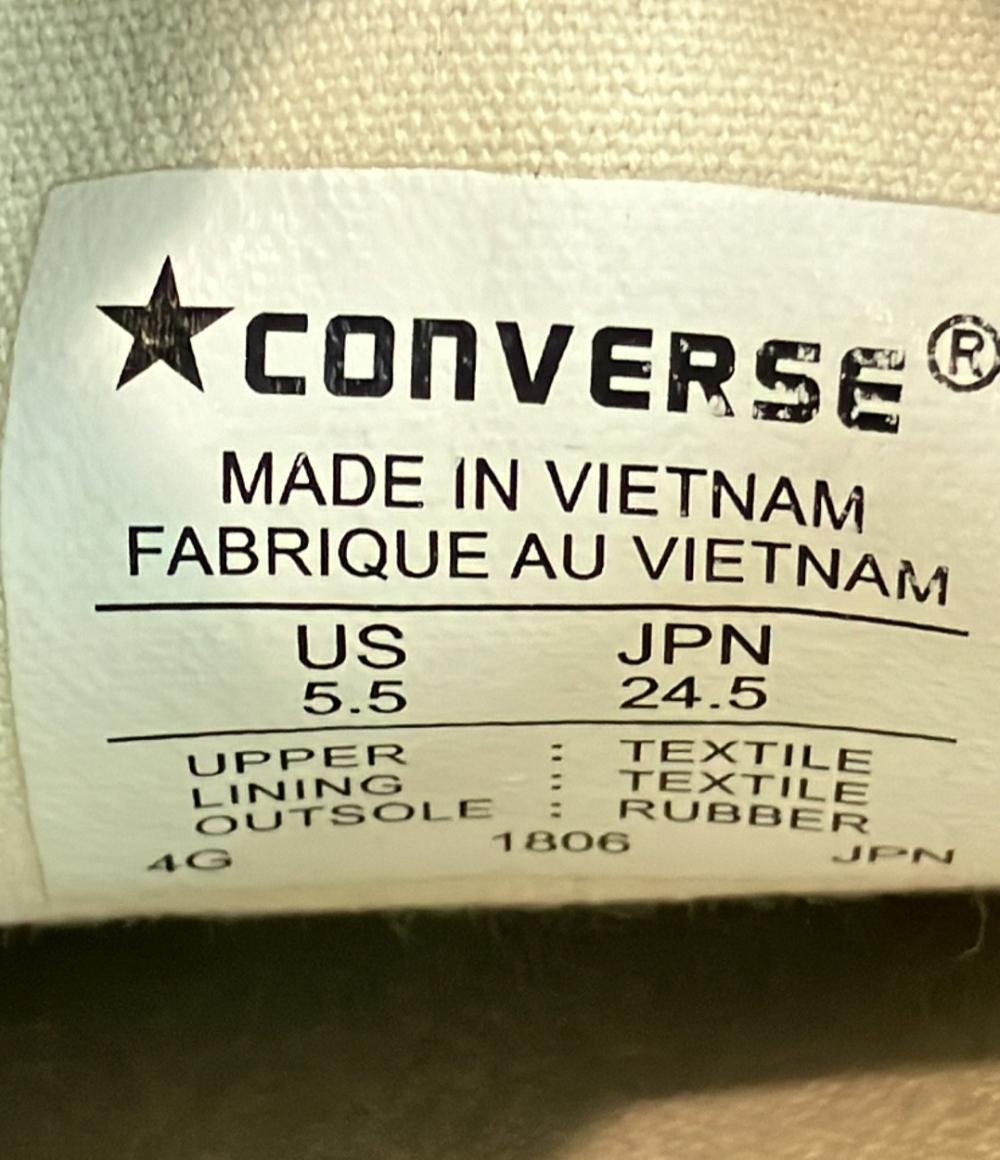 ★CONVERSE®
MADE IN VIETNAM
FABRIQUE AU VIETNAM
US JPN
5.5 24.5
UPPER : TEXTILE
LINING : TEXTILE
OUTSOLE : RUBBER
4G 1806 JPN